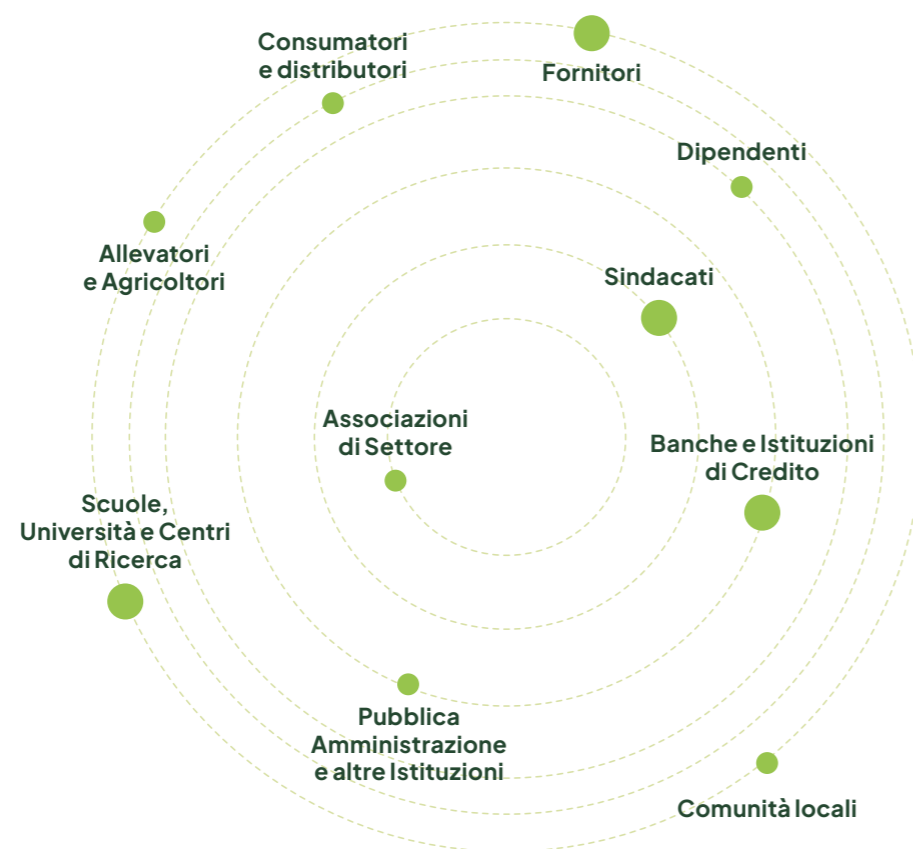 Consumatori
e distributori
Fornitori
Dipendenti
Allevatori
e Agricoltori
Sindacati
Associazioni
di Settore
Banche e Istituzioni
di Credito
Scuole,
Università e Centri
di Ricerca
Pubblica
Amministrazione
e altre Istituzioni
Comunità locali